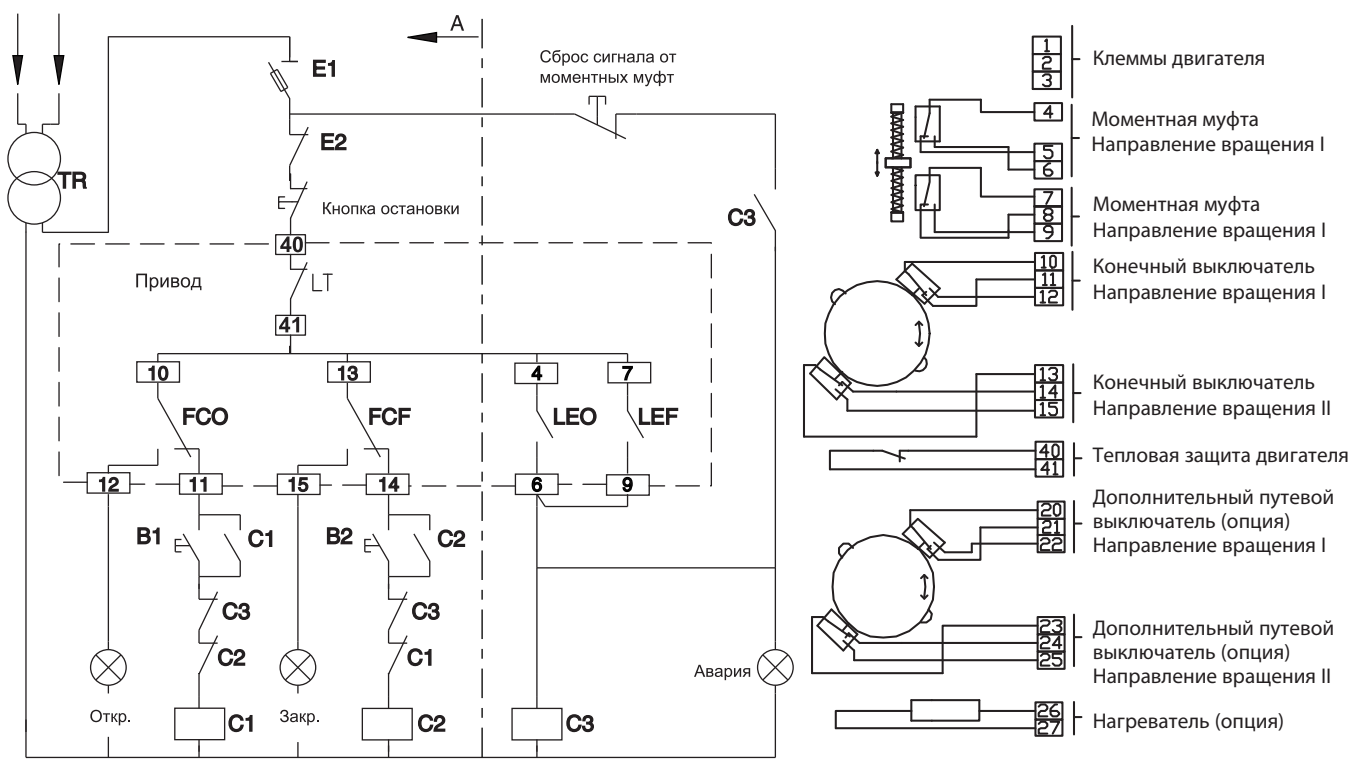 A
E1
Сброс сигнала от
моментных муфт
E2
TR
Кнопка остановки
C3
40
Привод
LT
41
10
13
4
7
FCO
FCF
LEO
LEF
12
11
15
14
6
9
B1
C1
B2
C2
C3
C3
C2
C1
Авария
Откр.
C1
Закр.
C2
C3
1
2
3
Клеммы двигателя
4
5
6
Моментная муфта
Направление вращения I
7
8
9
Моментная муфта
Направление вращения I
10
11
12
Конечный выключатель
Направление вращения I
13
14
15
Конечный выключатель
Направление вращения II
40
41
Тепловая защита двигателя
20
21
22
Дополнительный путевой
выключатель (опция)
Направление вращения I
23
24
25
Дополнительный путевой
выключатель (опция)
Направление вращения II
26
27
Нагреватель (опция)